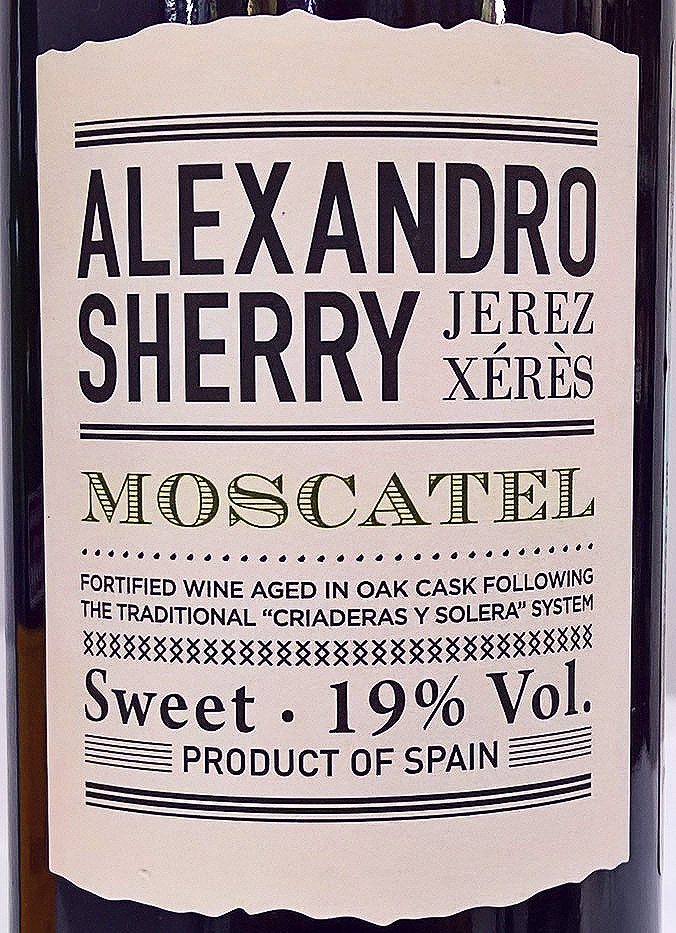 ALEXANDRO
SHERRY
JEREZ
XÉRÈS
MOSCATEL
FORTIFIED WINE AGED IN OAK CASK FOLLOWING
THE TRADITIONAL “CRIADERAS Y SOLERA” SYSTEM
Sweet · 19% Vol.
PRODUCT OF SPAIN